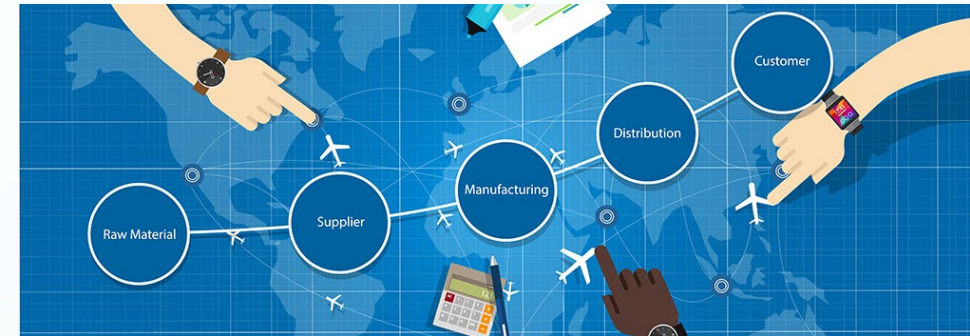 Raw Material
Supplier
Manufacturing
Distribution
Customer